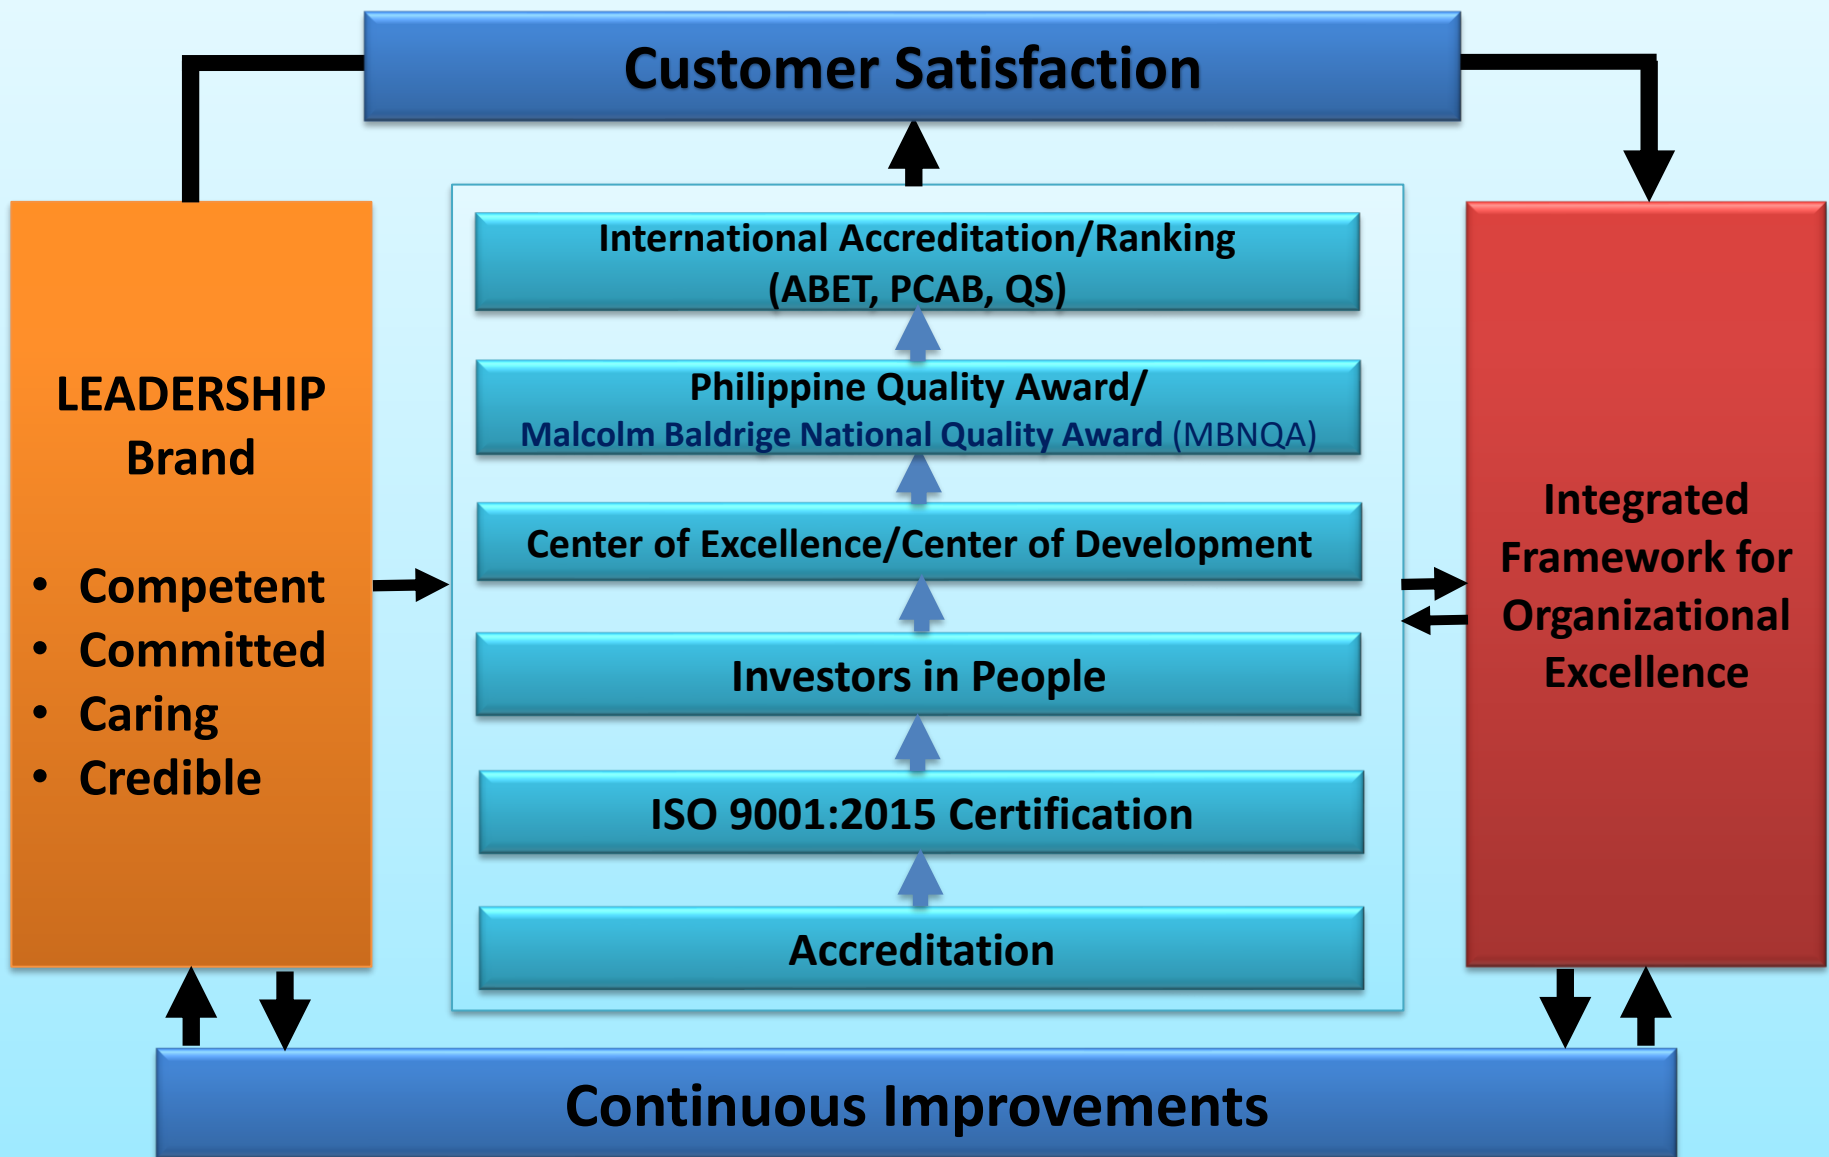 Customer Satisfaction
LEADERSHIP
Brand
• Competent
• Committed
• Caring
• Credible
International Accreditation/Ranking
(ABET, PCAB, QS)
Philippine Quality Award/
Malcolm Baldrige National Quality Award (MBNQA)
Center of Excellence/Center of Development
Investors in People
ISO 9001:2015 Certification
Accreditation
Integrated
Framework for
Organizational
Excellence
Continuous Improvements